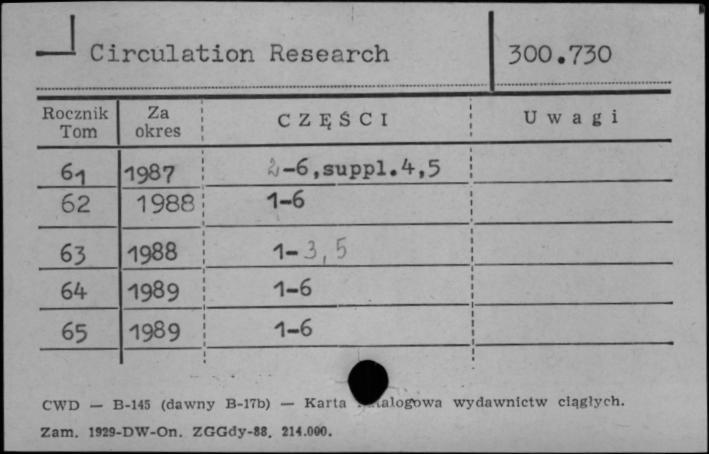 Circulation Research 300.730
Rocznik Tom Za okres CZĘŚCI Uwagi
61 1987 2-6,suppl.4,5
62 1988 1-6
63 1988 1-3,5
64 1989 1-6
65 1989 1-6
CWD — B-145 (dawny B-17b) — Karta wydawnictw ciągłych.
Zam. 1929-DW-On. ZGGdy-88, 214.000.